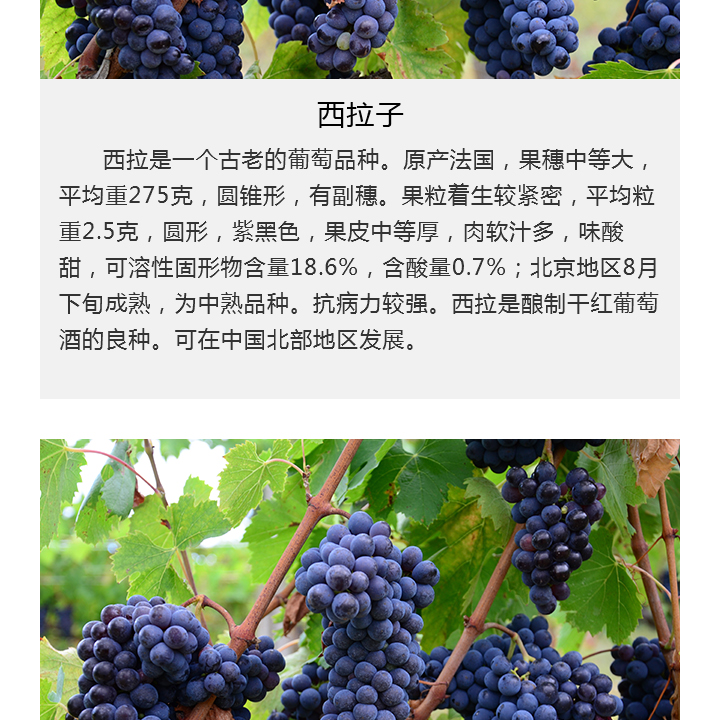 西拉子
西拉是一个古老的葡萄品种。原产法国，果穗中等大，
平均重275克，圆锥形，有副穗。果粒着生较紧密，平均粒
重2.5克，圆形，紫黑色，果皮中等厚，肉软汁多，味酸
甜，可溶性固形物含量18.6%，含酸量0.7%；北京地区8月
下旬成熟，为中熟品种。抗病力较强。西拉是酿制干红葡萄
酒的良种。可在中国北部地区发展。